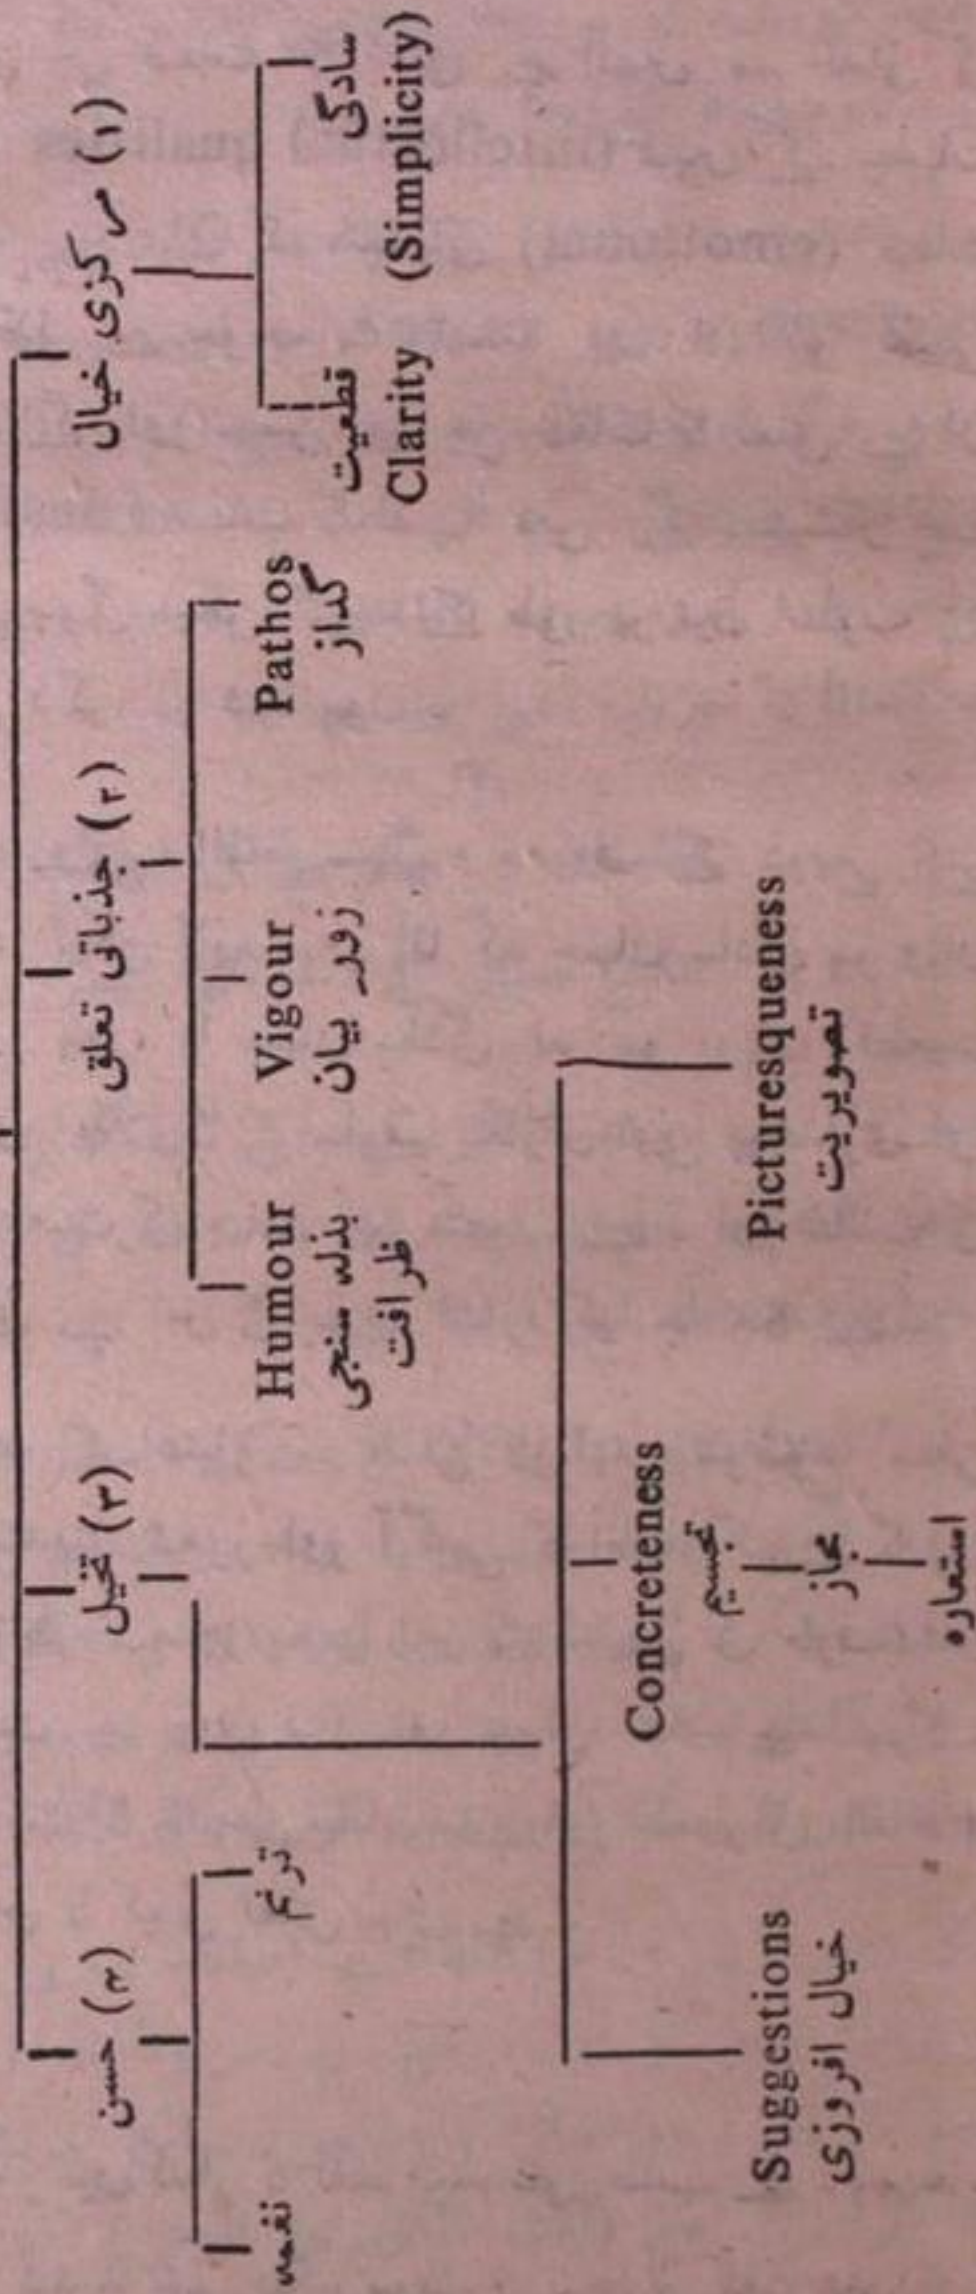 (۱) مرکزی خیال
(۲) جذباتی تعلق
(۳) تخیل
(۴) حسن
سادگی
(Simplicity)
قطعیت
Clarity
Pathos
گداز
Vigour
زور بیان
Humour
بذلہ سنجی
ظرافت
ترنم
نغمہ
Picturesqueness
تصویریت
Concreteness
تجسیم
مجاز
استعارہ
Suggestions
خیال افروزی